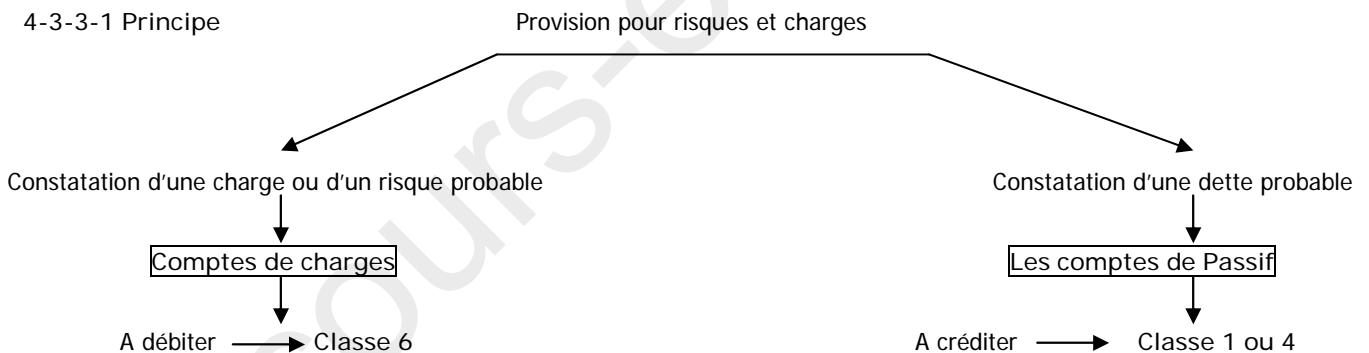 4-3-3-1 Principe
Provision pour risques et charges
Constatation d'une charge ou d'un risque probable
Constatation d'une dette probable
Comptes de charges
Les comptes de Passif
A débiter Classe 6
A créditer Classe 1 ou 4
ours-e